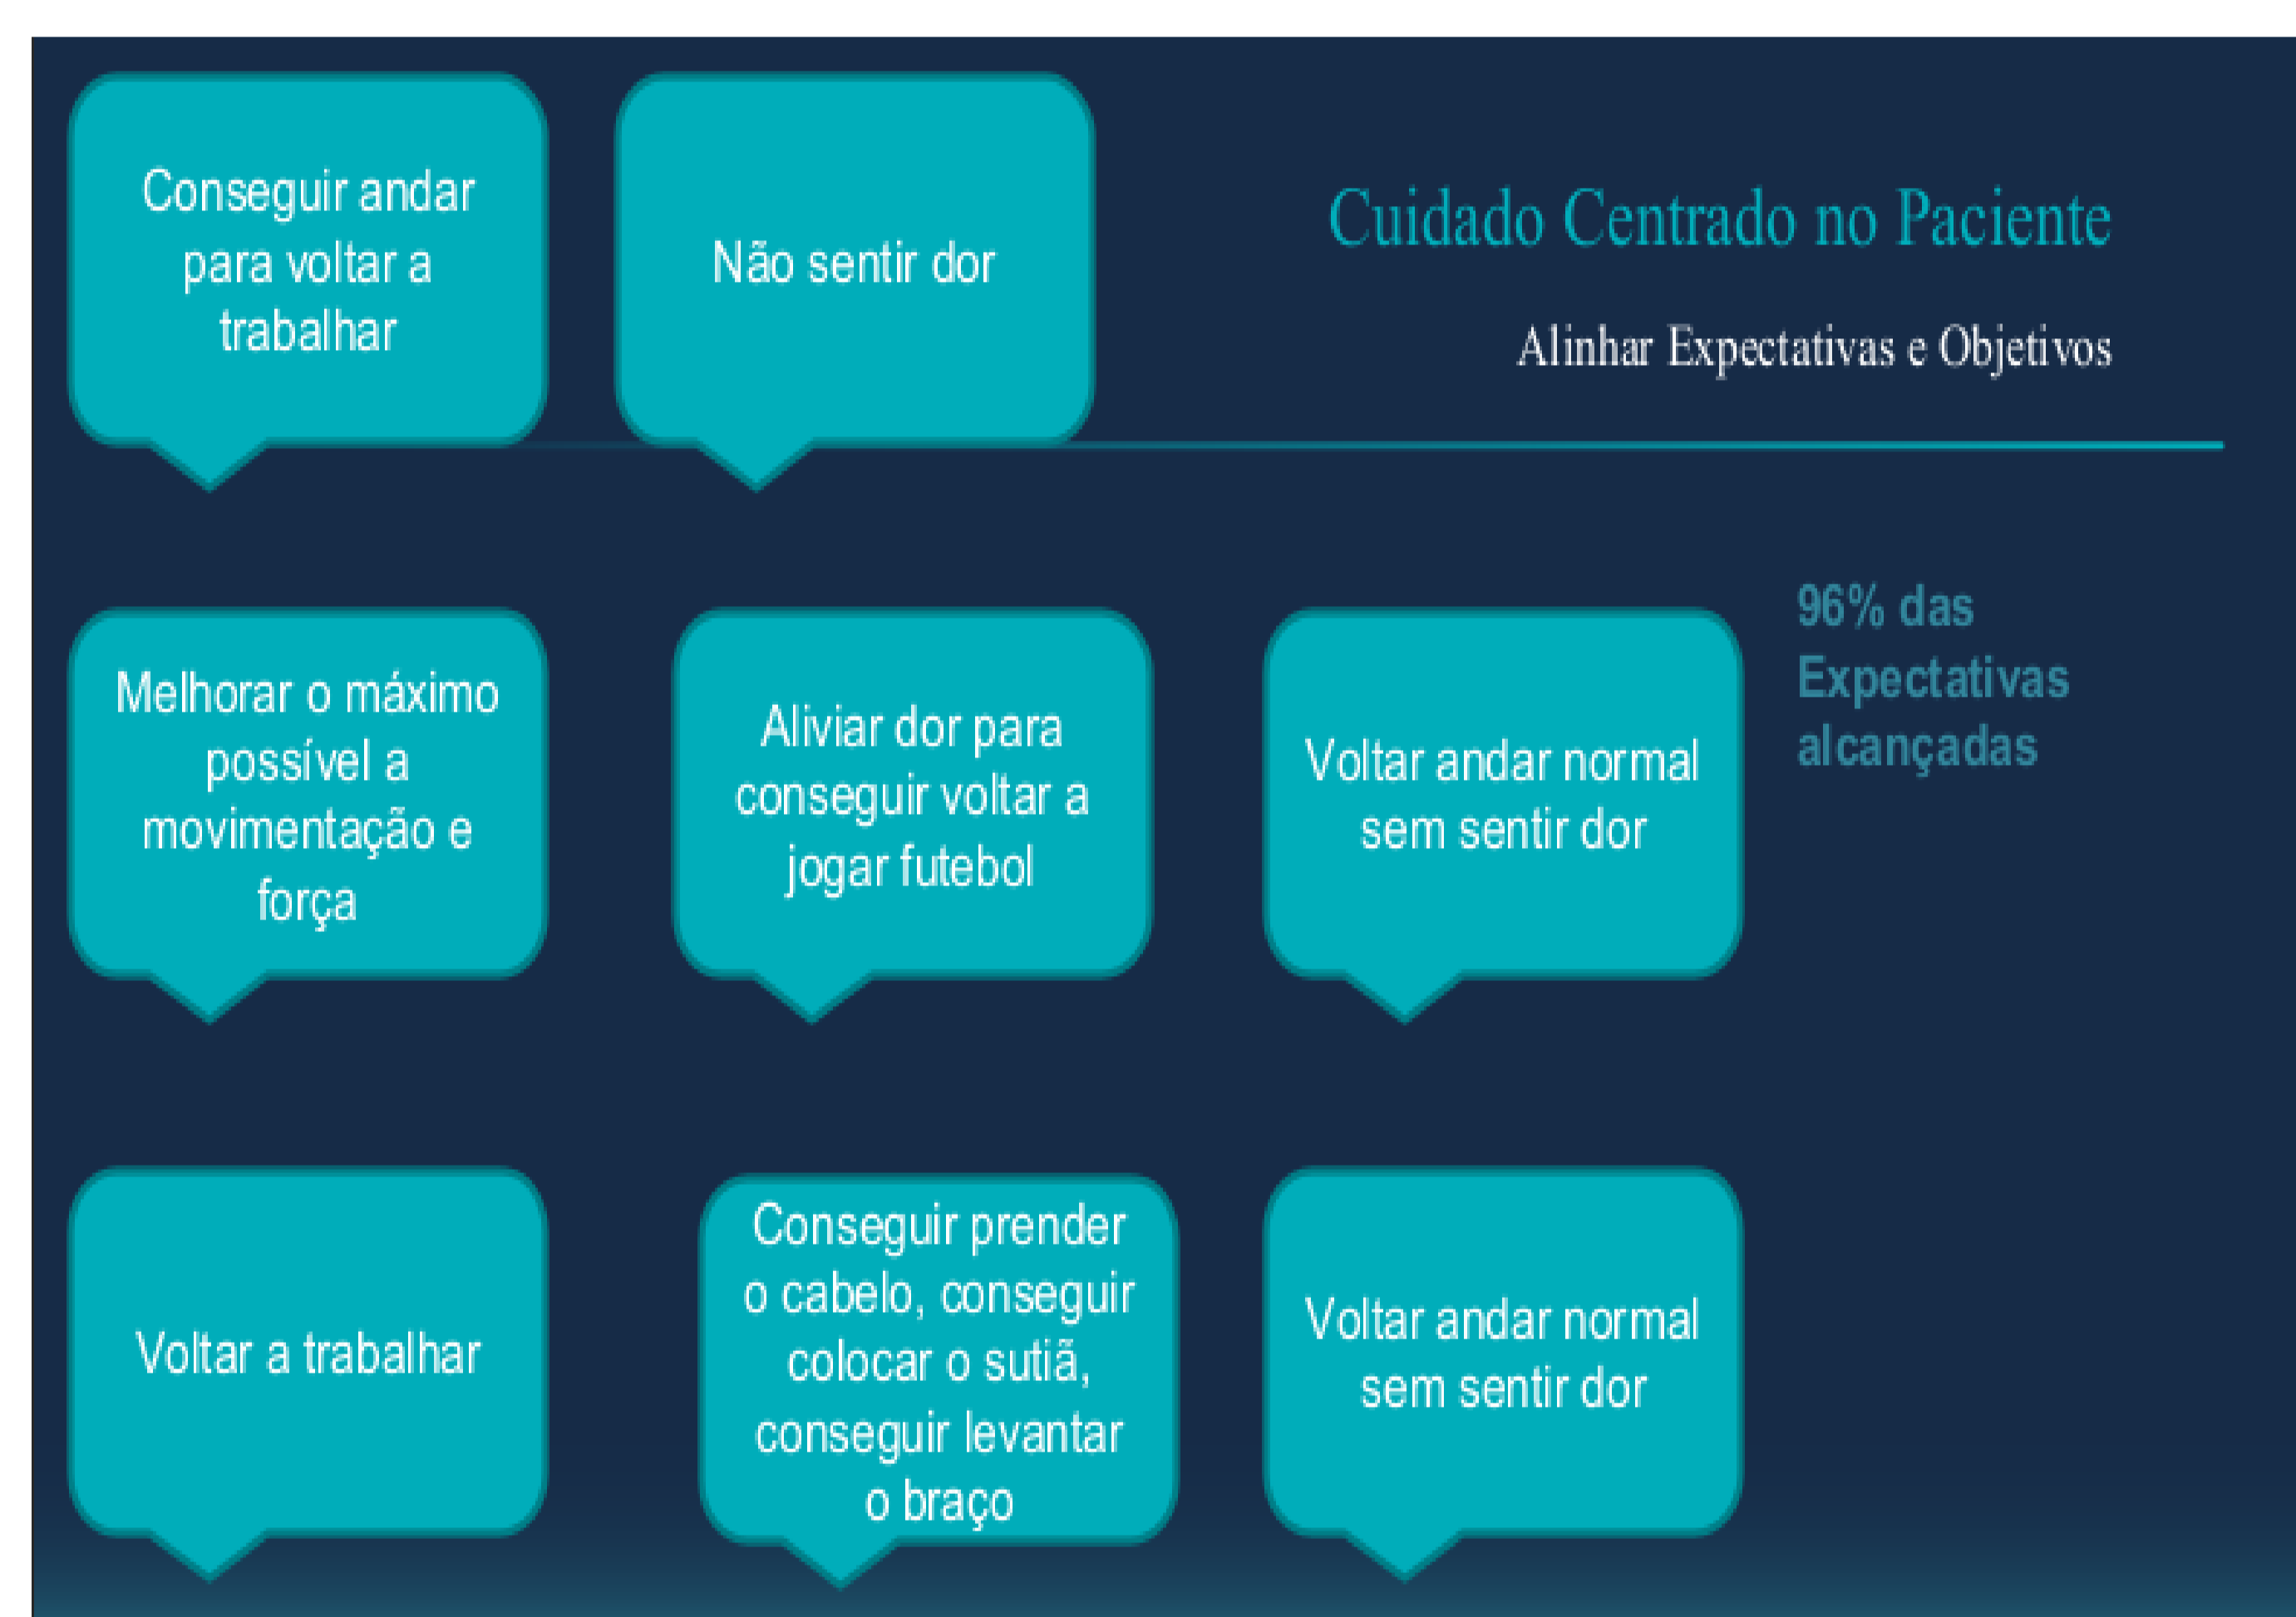 Conseguir andar
para voltar a
trabalhar
Não sentir dor
Cuidado Centrado no Paciente
Alinhar Expectativas e Objetivos
Melhorar o máximo
possível a
movimentação e
força
Aliviar dor para
conseguir voltar a
jogar futebol
Voltar andar normal
sem sentir dor
96% das
Expectativas
alcançadas
Voltar a trabalhar
Conseguir prender
o cabelo, conseguir
colocar o sutiã,
conseguir levantar
o braço
Voltar andar normal
sem sentir dor